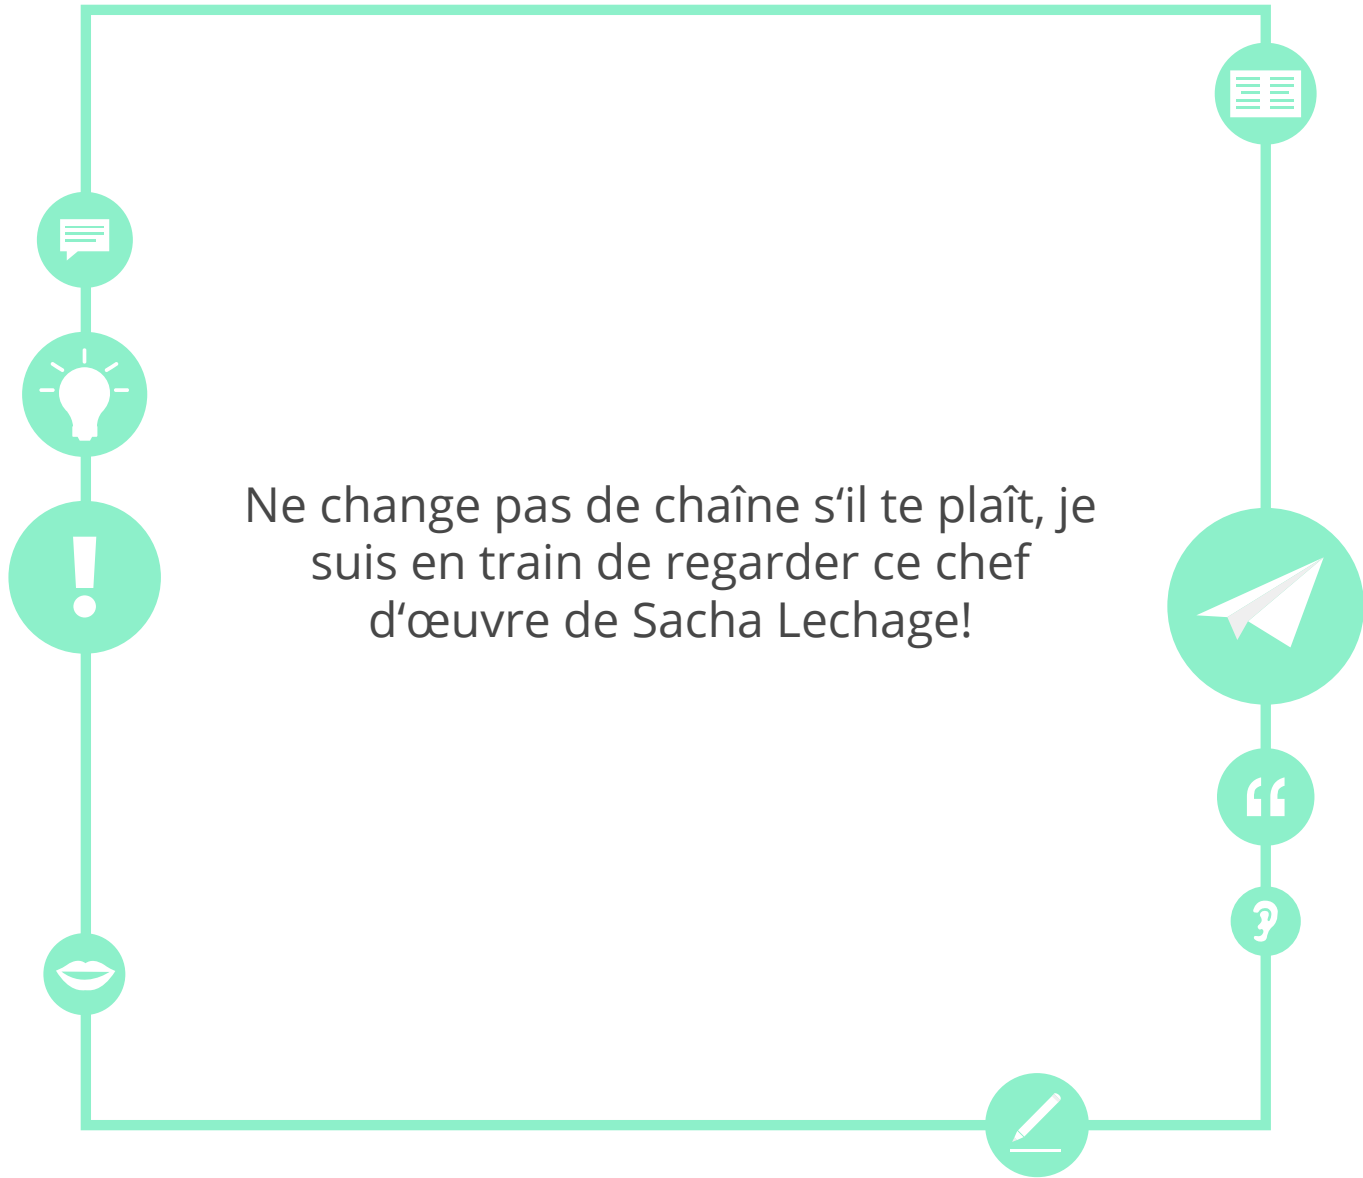 Ne change pas de chaîne s‘il te plaît, je
suis en train de regarder ce chef
d‘œuvre de Sacha Lechage!